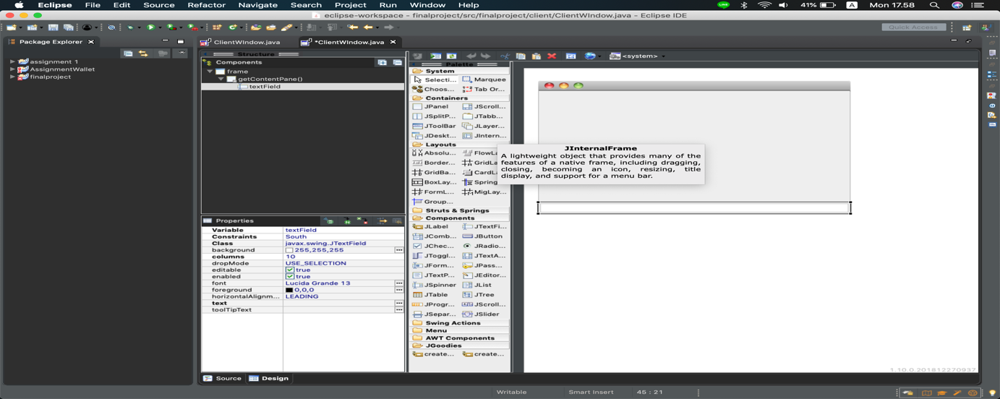 Eclipse File Edit Source Refactor Navigate Search Project Run Window Help LINE 41% A Mon 17.58
eclipse-workspace - finalproject/src/finalproject/client/ClientWIndow.java - Eclipse IDE
Quick Access
Package Explorer
assignment 1
AssignmentWallet
finalproject
ClientWIndow.java
*ClientWIndow.java
Structure
Components
frame
getContentPane()
textField
Properties
Variable textField
Constraints South
Class javax.swing.JTextField
background 255,255,255
columns 10
dropMode USE_SELECTION
editable true
enabled true
font Lucida Grande 13
foreground 0,0,0
horizontalAlignm... LEADING
text
toolTipText
Source Design
<system>
Palette
System
Selecti... Marquee
Choos... Tab Or...
Containers
JPanel JScroll...
JSplitP... JTabb...
JToolBar JLayer...
JDeskt... JIntern...
Layouts
Absolu... FlowLa
Border... GridLa
GridBa... CardLa
BoxLay... Spring
FormL... MigLay...
Group...
Struts & Springs
Components
JLabel JTextFi...
JComb... JButton
JChec... JRadio...
JToggl... JTextA...
JForm... JPass...
JTextP... JEditor...
JSpinner JList
JTable JTree
JProgr... JScroll...
JSepar... JSlider
Swing Actions
Menu
AWT Components
JGoodies
create... create...
JInternalFrame
A lightweight object that provides many of the
features of a native frame, including dragging,
closing, becoming an icon, resizing, title
display, and support for a menu bar.
1.10.0.201812270937
Writable Smart Insert 45 : 21